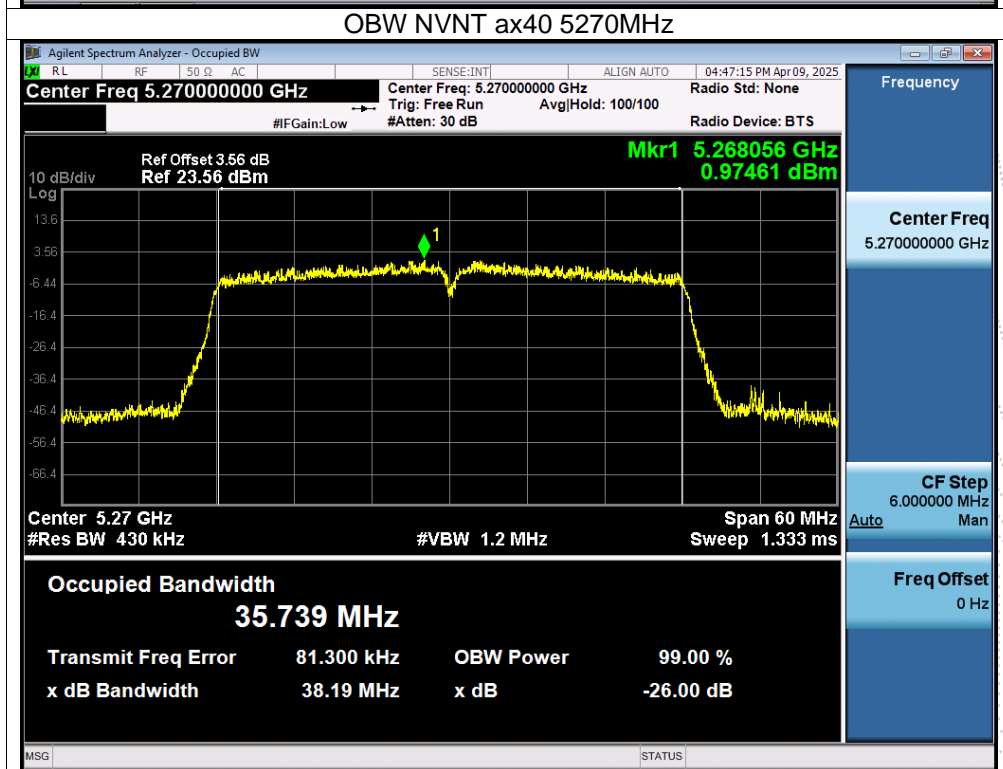 OBW NVNT ax40 5270MHz
Agilent Spectrum Analyzer - Occupied BW
LXI RL RF 50 Ω AC SENSE:INT ALIGN AUTO 04:47:15 PM Apr 09, 2025
Center Freq 5.270000000 GHz
Center Freq: 5.270000000 GHz
Radio Std: None
Trig: Free Run Avg|Hold: 100/100
#IFGain:Low #Atten: 30 dB Radio Device: BTS
Mkr1 5.268056 GHz
0.97461 dBm
Ref Offset 3.56 dB
10 dB/div Ref 23.56 dBm
Log
13.6
3.56
-6.44
-16.4
-26.4
-36.4
-46.4
-56.4
-66.4
1
Center 5.27 GHz Span 60 MHz
#Res BW 430 kHz #VBW 1.2 MHz Sweep 1.333 ms
Occupied Bandwidth
35.739 MHz
Transmit Freq Error 81.300 kHz OBW Power 99.00 %
x dB Bandwidth 38.19 MHz x dB -26.00 dB
MSG STATUS
Frequency
Center Freq
5.270000000 GHz
CF Step
6.000000 MHz
Auto Man
Freq Offset
0 Hz